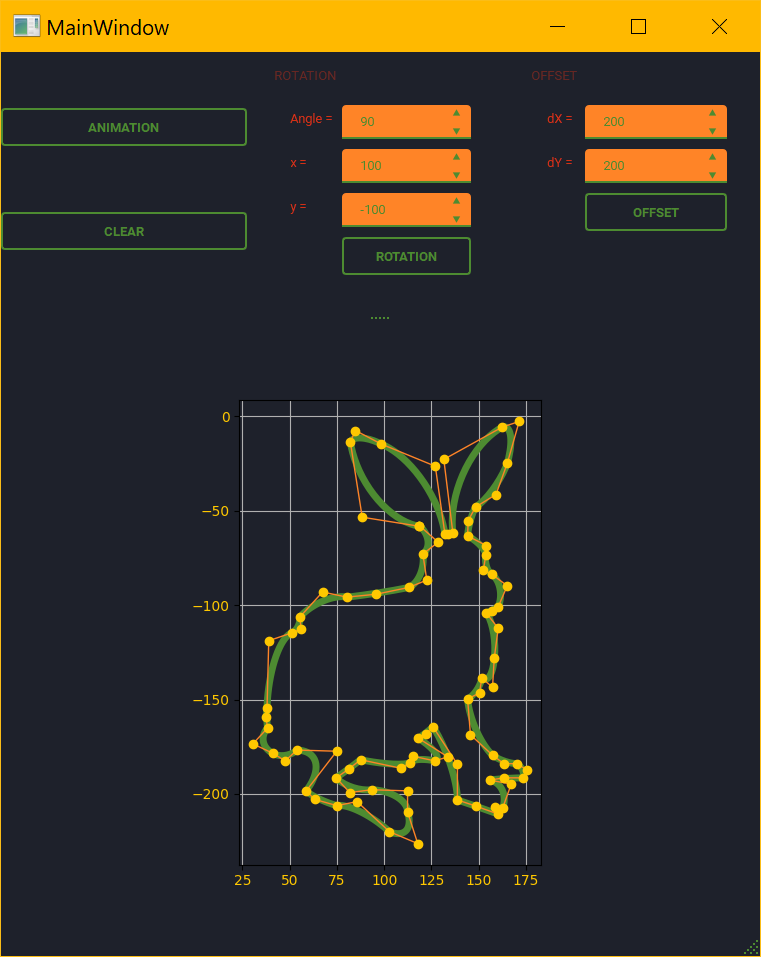 MainWindow
ROTATION
OFFSET
ANIMATION
Angle =
90
dX =
200
x =
100
dY =
200
CLEAR
y =
-100
OFFSET
ROTATION
.....
0
−50
−100
−150
−200
25 50 75 100 125 150 175